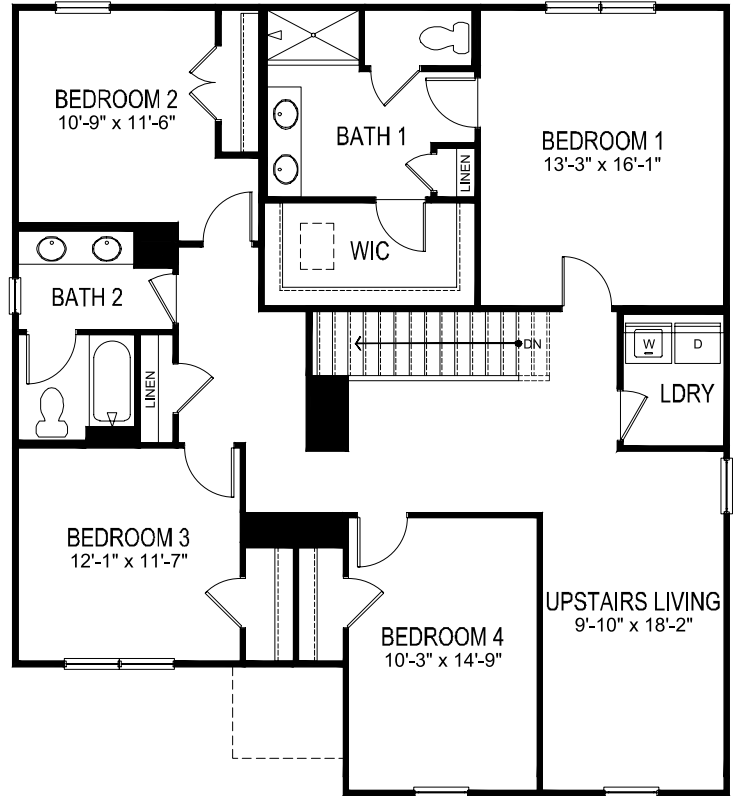 BEDROOM 2
10'-9" x 11'-6"
BATH 1
LINEN
BEDROOM 1
13'-3" x 16'-1"
WIC
BATH 2
LINEN
DN
W
D
LDRY
BEDROOM 3
12'-1" x 11'-7"
BEDROOM 4
10'-3" x 14'-9"
UPSTAIRS LIVING
9'-10" x 18'-2"